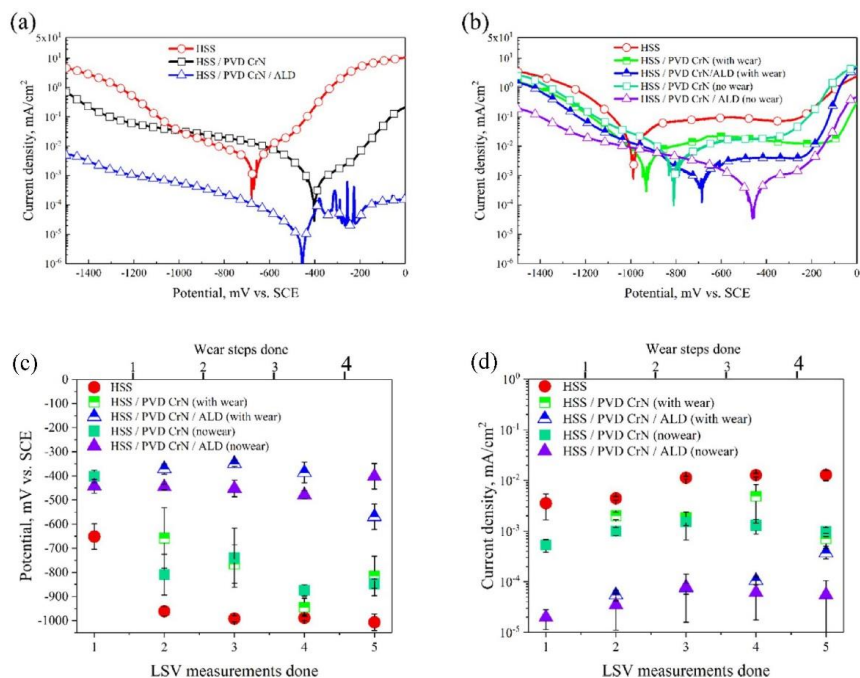 (a)
5x10¹
10¹
10⁰
10⁻¹
10⁻²
10⁻³
10⁻⁴
10⁻⁵
10⁻⁶
Current density, mA/cm²
HSS
HSS / PVD CrN
HSS / PVD CrN / ALD
-1400 -1200 -1000 -800 -600 -400 -200 0
Potential, mV vs. SCE
(b)
5x10¹
10¹
10⁰
10⁻¹
10⁻²
10⁻³
10⁻⁴
10⁻⁵
10⁻⁶
Current density, mA/cm²
HSS
HSS / PVD CrN (with wear)
HSS / PVD CrN/ALD (with wear)
HSS / PVD CrN (no wear)
HSS / PVD CrN / ALD (no wear)
-1400 -1200 -1000 -800 -600 -400 -200 0
Potential, mV vs. SCE
(c)
Wear steps done
1 2 3 4
0
-100
-200
-300
-400
-500
-600
-700
-800
-900
-1000
Potential, mV vs. SCE
HSS
HSS / PVD CrN (with wear)
HSS / PVD CrN / ALD (with wear)
HSS / PVD CrN (nowear)
HSS / PVD CrN / ALD (nowear)
1 2 3 4 5
LSV measurements done
(d)
Wear steps done
1 2 3 4
10⁰
10⁻¹
10⁻²
10⁻³
10⁻⁴
10⁻⁵
Current density, mA/cm²
HSS
HSS / PVD CrN (with wear)
HSS / PVD CrN / ALD (with wear)
HSS / PVD CrN (nowear)
HSS / PVD CrN / ALD (nowear)
1 2 3 4 5
LSV measurements done